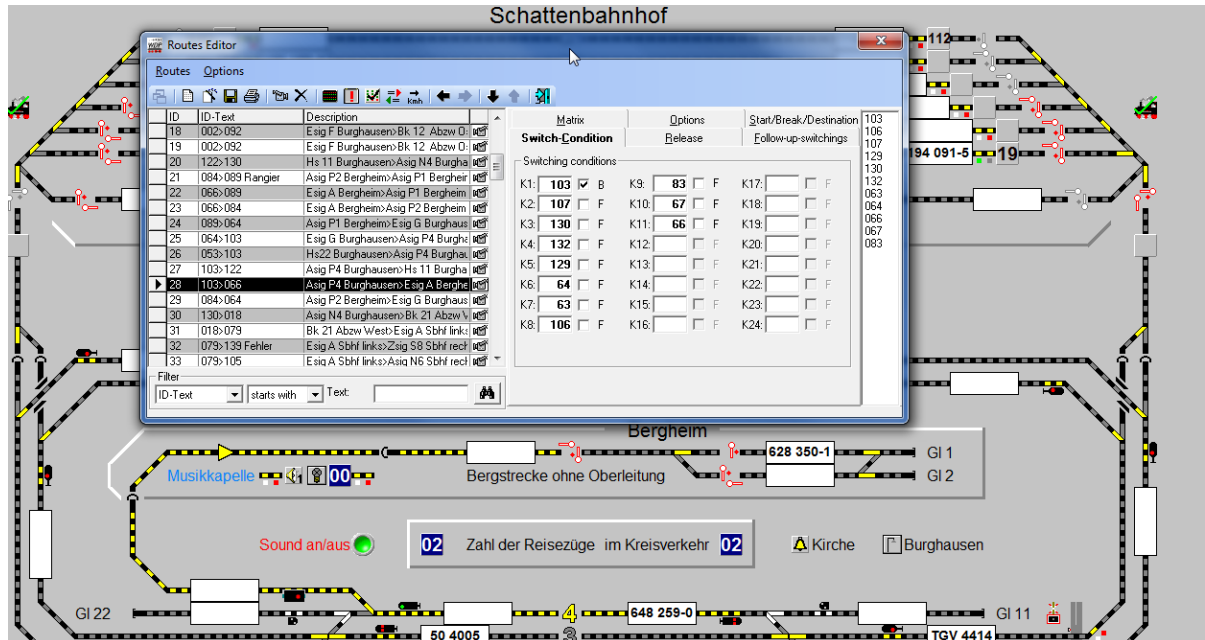 Schattenbahnhof
Routes Editor
112
Routes Options
ID ID-Text Description
18 002>092 Esig F Burghausen>Bk 12 Abzw O:
19 002>092 Esig F Burghausen>Bk 12 Abzw O:
20 122>130 Hs 11 Burghausen>Asig N4 Burgha
21 084>089 Rangier Asig P2 Bergheim>Asig P1 Bergheir
22 066>089 Esig A Bergheim>Asig P1 Bergheim
23 066>084 Esig A Bergheim>Asig P2 Bergheim
24 089>064 Asig P1 Bergheim>Esig G Burghaus
25 064>103 Esig G Burghausen>Asig P4 Burgha
26 053>103 Hs22 Burghausen>Asig P4 Burghau
27 103>122 Asig P4 Burghausen>Hs 11 Burgha
28 103>066 Asig P4 Burghausen>Esig A Berghe
29 084>064 Asig P2 Bergheim>Esig G Burghaus
30 130>018 Asig N4 Burghausen>Bk 21 Abzw W
31 018>079 Bk 21 Abzw West>Esig A Sbhf links
32 079>139 Fehler Esig A Sbhf links>Zsig S8 Sbhf rech
33 079>105 Esig A Sbhf links>Asig N6 Sbhf rech
Filter
ID-Text starts with Text:
Matrix Options Start/Break/Destination
Switch-Condition Release Follow-up-switchings
Switching conditions
K1: 103 B K9: 83 F K17: F
K2: 107 F K10: 67 F K18: F
K3: 130 F K11: 66 F K19: F
K4: 132 F K12: F K20: F
K5: 129 F K13: F K21: F
K6: 64 F K14: F K22: F
K7: 63 F K15: F K23: F
K8: 106 F K16: F K24: F
103
106
107
129
130
132
063
064
066
067
083
194 091-5 19
Bergheim
628 350-1 Gl 1
Musikkapelle 1 00 Bergstrecke ohne Oberleitung Gl 2
Sound an/aus 02 Zahl der Reisezüge im Kreisverkehr 02 Kirche Burghausen
Gl 22 4 648 259-0 Gl 11
50 4005 3 TGV 4414